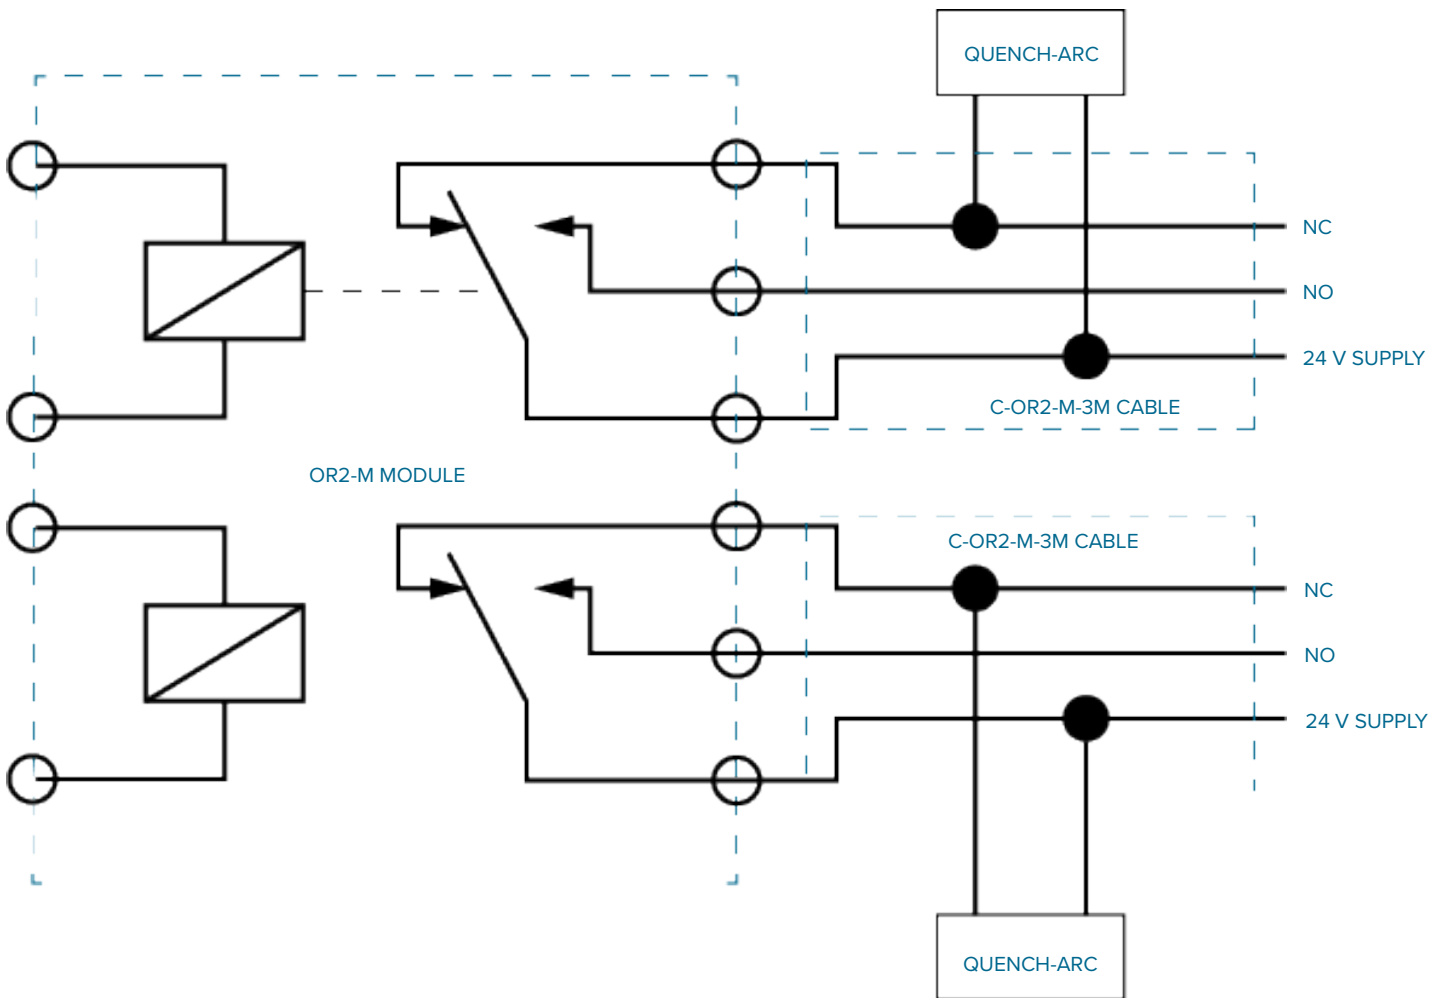 QUENCH-ARC
NC
NO
24 V SUPPLY
C-OR2-M-3M CABLE
OR2-M MODULE
C-OR2-M-3M CABLE
NC
NO
24 V SUPPLY
QUENCH-ARC